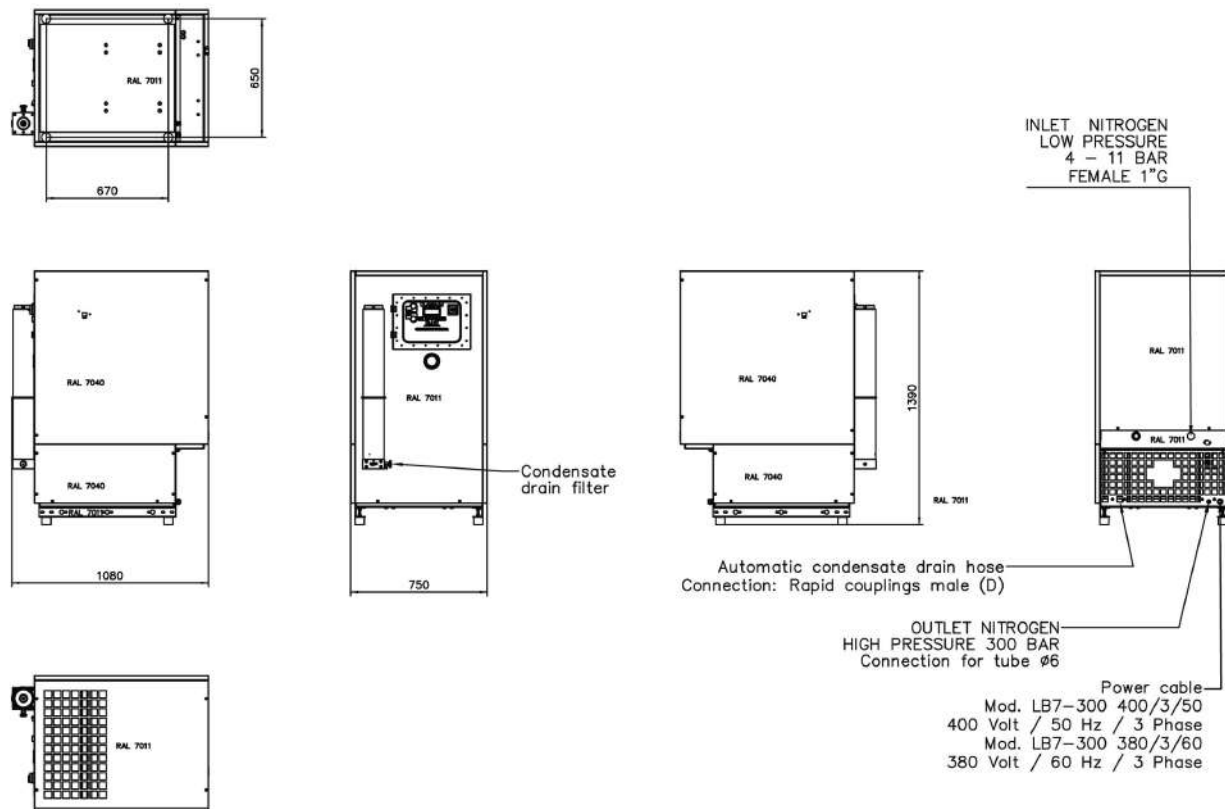 RAL 7011
650
670
INLET NITROGEN
LOW PRESSURE
4 - 11 BAR
FEMALE 1"G
RAL 7040
RAL 7040
RAL 7011
1080
RAL 7011
Condensate
drain filter
750
RAL 7040
RAL 7040
1390
RAL 7011
RAL 7011
RAL 7011
Automatic condensate drain hose
Connection: Rapid couplings male (D)
OUTLET NITROGEN
HIGH PRESSURE 300 BAR
Connection for tube ø6
Power cable
Mod. LB7-300 400/3/50
400 Volt / 50 Hz / 3 Phase
Mod. LB7-300 380/3/60
380 Volt / 60 Hz / 3 Phase
RAL 7011